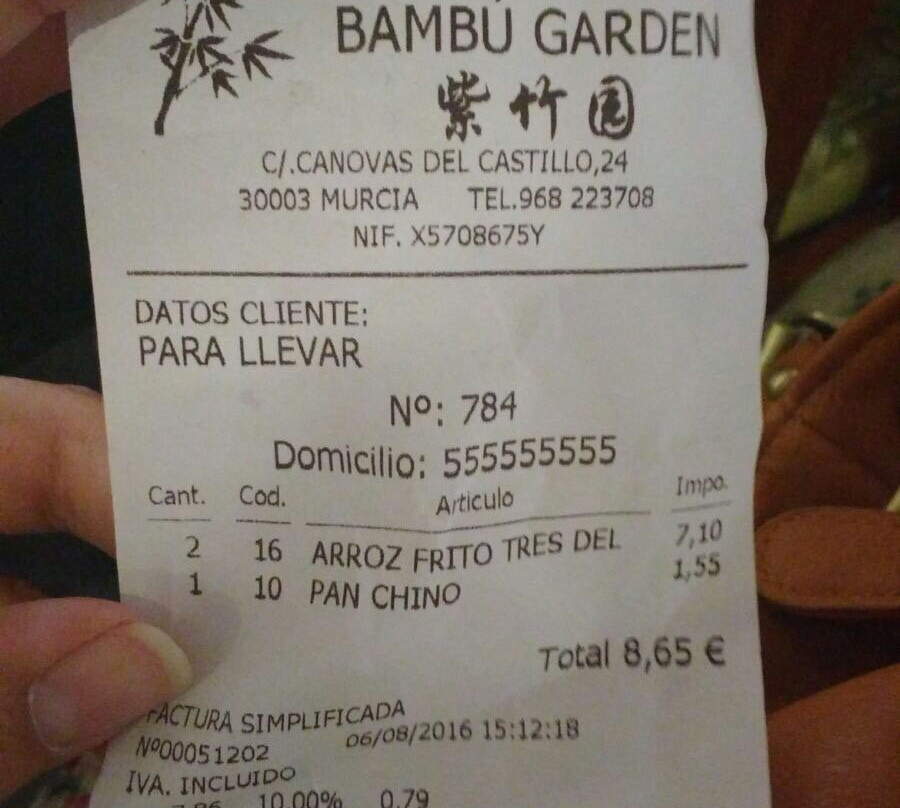 BAMBÚ GARDEN
紫竹园
C/.CANOVAS DEL CASTILLO,24
30003 MURCIA TEL.968 223708
NIF. X5708675Y
DATOS CLIENTE:
PARA LLEVAR
Nº: 784
Domicilio: 555555555
Cant. Cod. Articulo Impo.
2 16 ARROZ FRITO TRES DEL 7,10
1 10 PAN CHINO 1,55
Total 8,65 €
FACTURA SIMPLIFICADA
Nº00051202 06/08/2016 15:12:18
IVA. INCLUIDO
7,86 10,00% 0,79